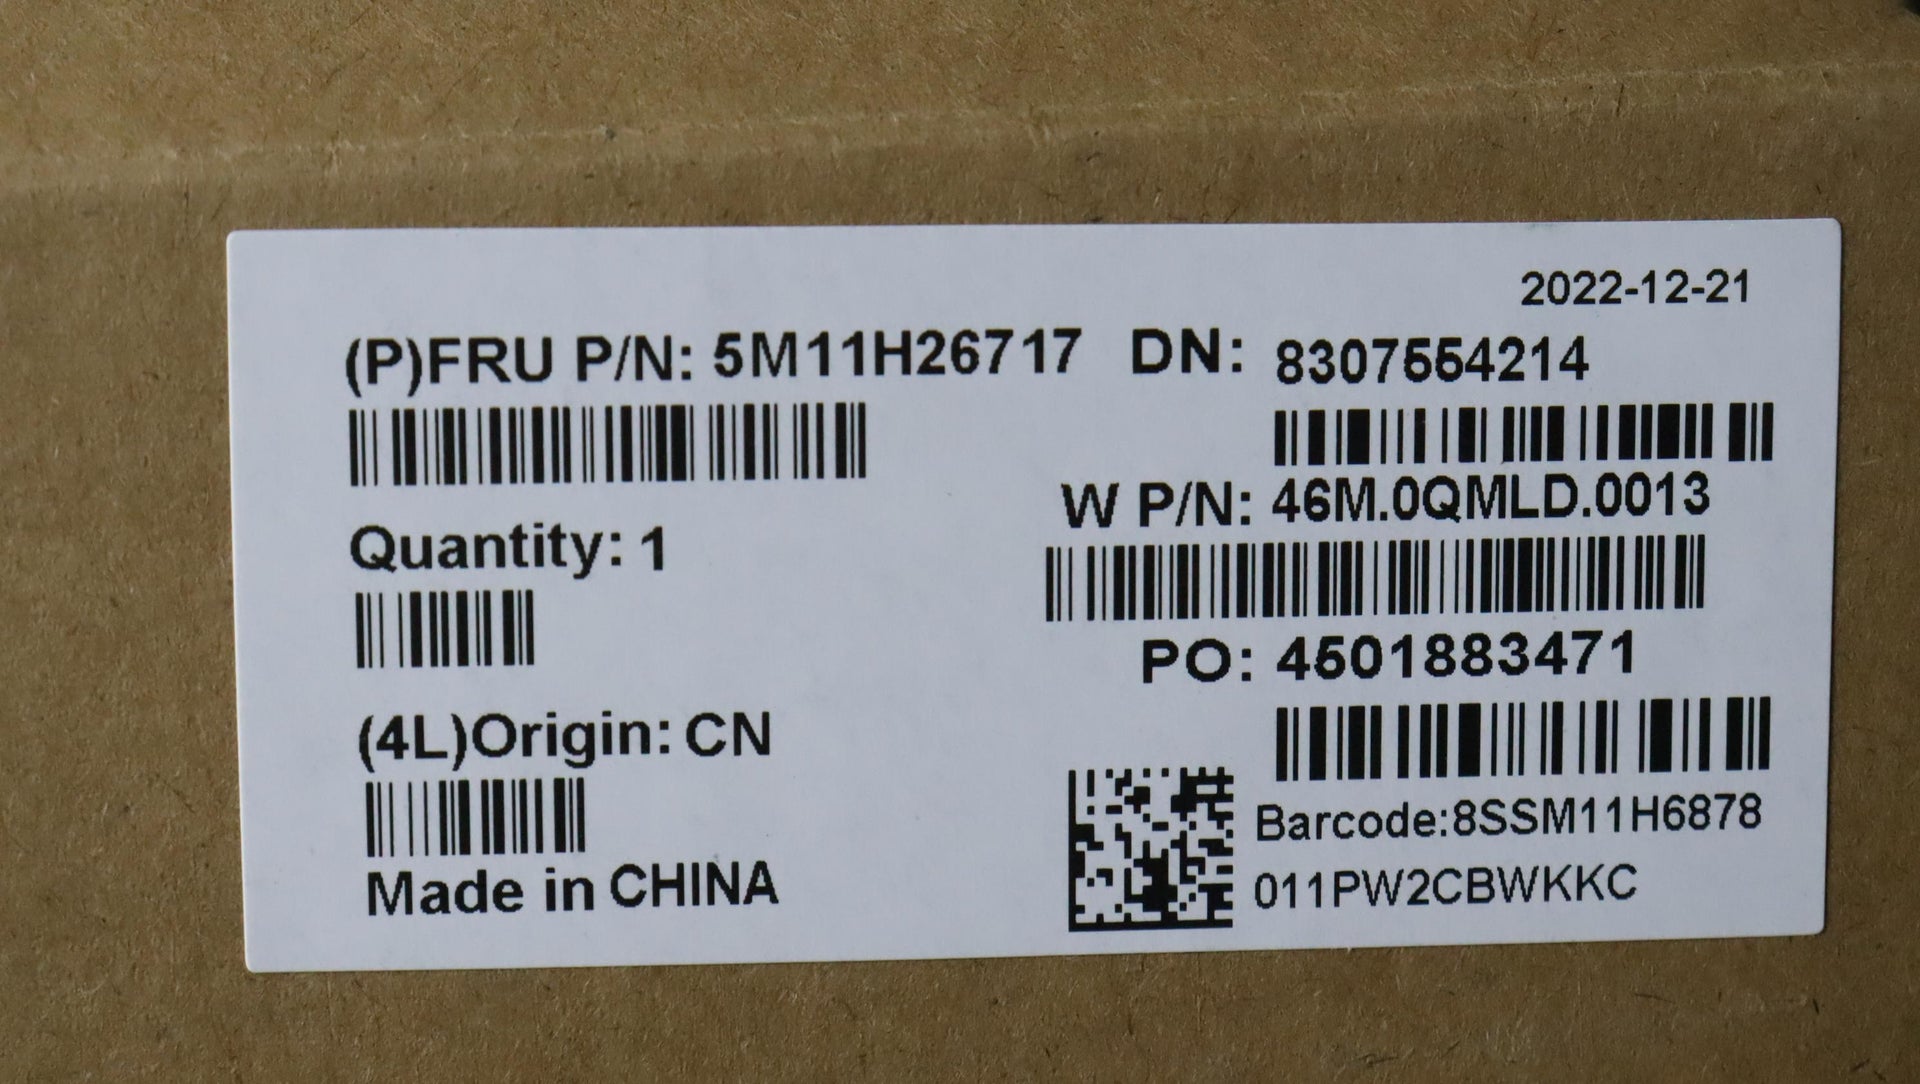 2022-12-21
(P)FRU P/N: 5M11H26717 DN: 8307554214
W P/N: 46M.0QMLD.0013
Quantity: 1
PO: 4501883471
(4L)Origin: CN
Barcode:8SSM11H6878
Made in CHINA
011PW2CBWKKC